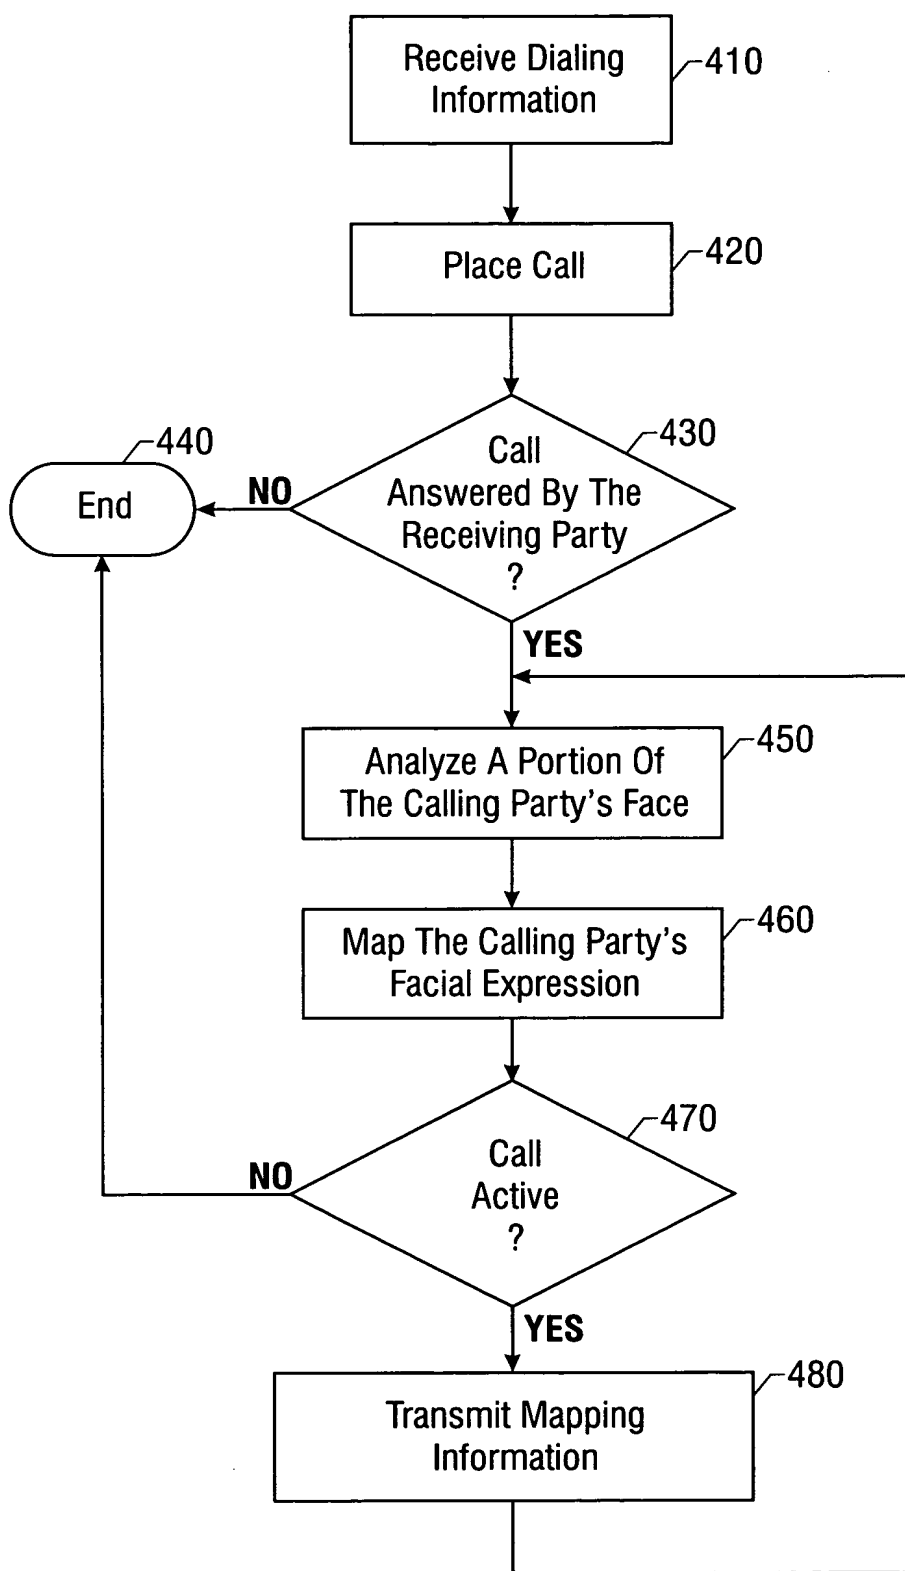 Receive Dialing
Information
410
Place Call
420
Call
Answered By The
Receiving Party
?
430
NO
440
End
YES
Analyze A Portion Of
The Calling Party's Face
450
Map The Calling Party's
Facial Expression
460
Call
Active
?
470
NO
YES
Transmit Mapping
Information
480